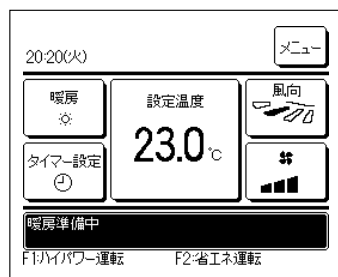 20:20(火)
メニュー
暖房
設定温度
風向
23.0℃
タイマー設定
暖房準備中
F1:ハイパワー運転 F2:省エネ運転